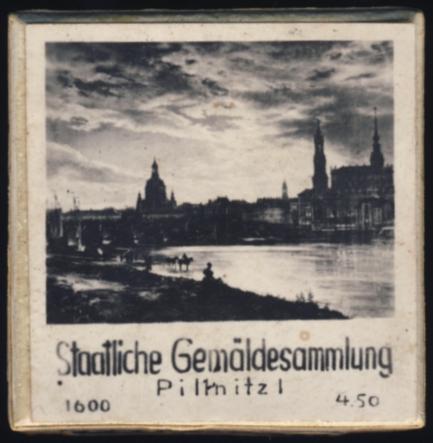 Staatliche Gemäldesammlung
Pillnitz I
1600
4.50